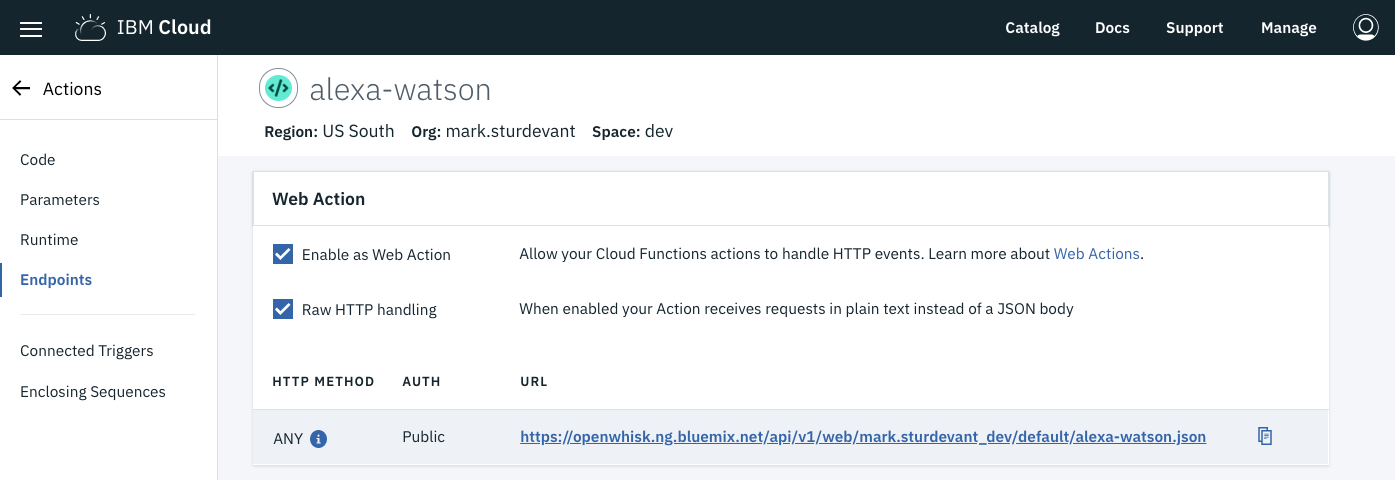 IBM Cloud
Catalog Docs Support Manage
Actions
Code
Parameters
Runtime
Endpoints
Connected Triggers
Enclosing Sequences
alexa-watson
Region: US South Org: mark.sturdevant Space: dev
Web Action
Enable as Web Action
Allow your Cloud Functions actions to handle HTTP events. Learn more about Web Actions.
Raw HTTP handling
When enabled your Action receives requests in plain text instead of a JSON body
HTTP METHOD AUTH URL
ANY Public https://openwhisk.ng.bluemix.net/api/v1/web/mark.sturdevant_dev/default/alexa-watson.json